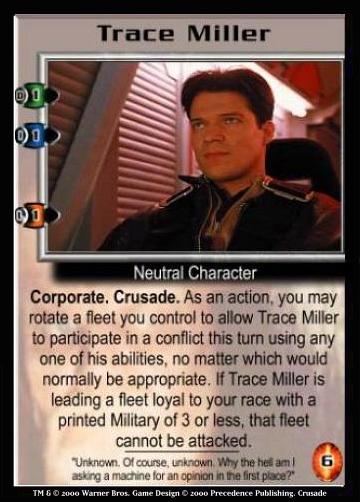 Trace Miller
0 1
0 1
0 1
Neutral Character
Corporate. Crusade. As an action, you may
rotate a fleet you control to allow Trace Miller
to participate in a conflict this turn using any
one of his abilities, no matter which would
normally be appropriate. If Trace Miller is
leading a fleet loyal to your race with a
printed Military of 3 or less, that fleet
cannot be attacked.
"Unknown. Of course, unknown. Why the hell am I
asking a machine for an opinion in the first place?"
6
TM & © 2000 Warner Bros. Game Design © 2000 Precedence Publishing. Crusade